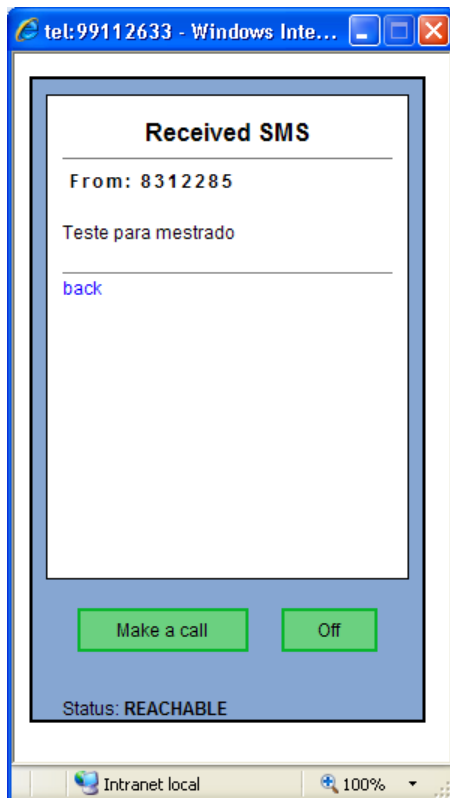 tel:99112633 - Windows Inte...
Received SMS
From: 8312285
Teste para mestrado
back
Make a call
Off
Status: REACHABLE
Intranet local
100%